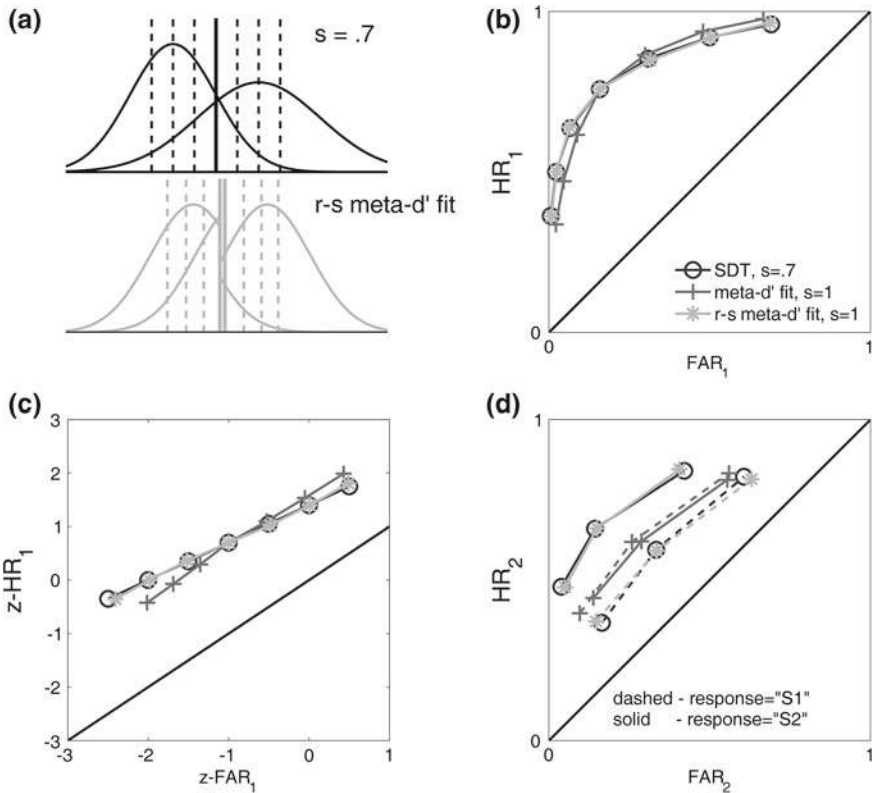 (a)
s = .7
r-s meta-d' fit
(b)
1
HR1
0
0
FAR1
1
SDT, s=.7
meta-d' fit, s=1
r-s meta-d' fit, s=1
(c)
3
2
1
0
-1
-2
-3
z-HR1
-3
-2
-1
0
1
z-FAR1
(d)
1
HR2
0
0
FAR2
1
dashed - response="S1"
solid - response="S2"